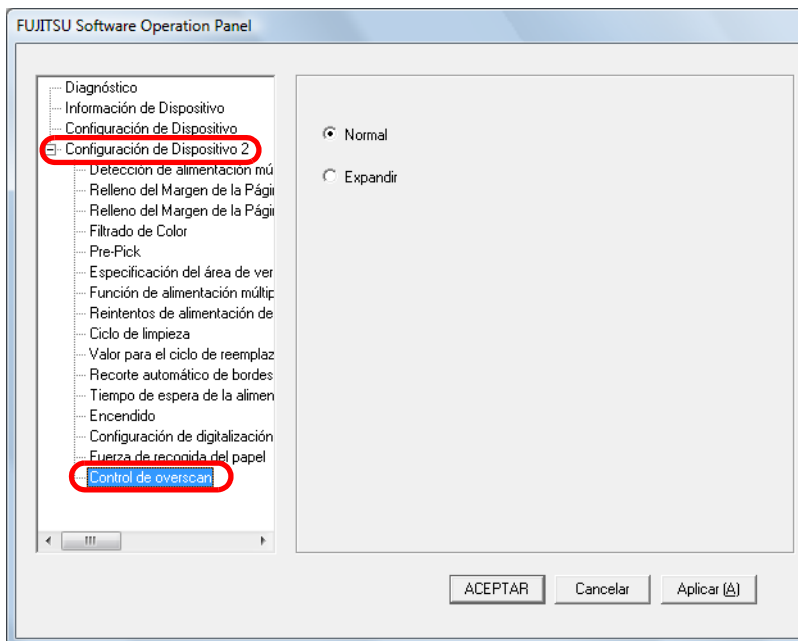 FUJITSU Software Operation Panel
Diagnóstico
Información de Dispositivo
Configuración de Dispositivo
Configuración de Dispositivo 2
Detección de alimentación mú
Relleno del Margen de la Págin
Relleno del Margen de la Págin
Filtrado de Color
Pre-Pick
Especificación del área de ver
Función de alimentación múltip
Reintentos de alimentación de
Ciclo de limpieza
Valor para el ciclo de reemplaz
Recorte automático de bordes
Tiempo de espera de la alimen
Encendido
Configuración de digitalización
Fuerza de recogida del papel
Control de overscan
Normal
Expandir
ACEPTAR
Cancelar
Aplicar (A)